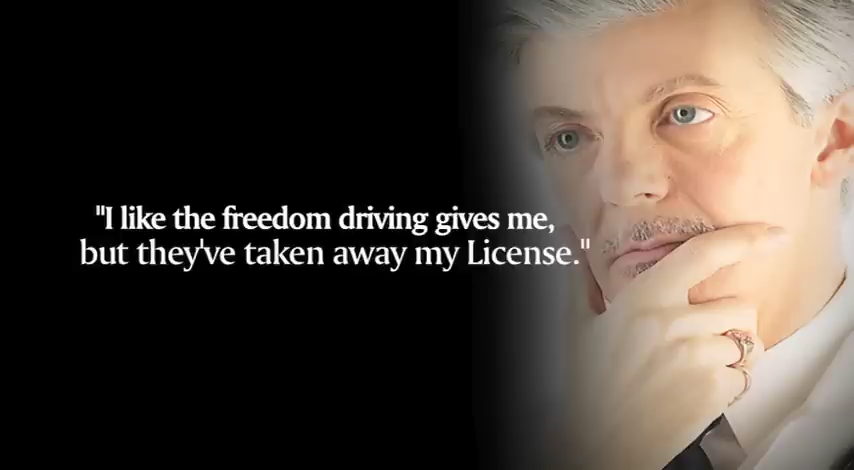 "I like the freedom driving gives me,
but they've taken away my License."